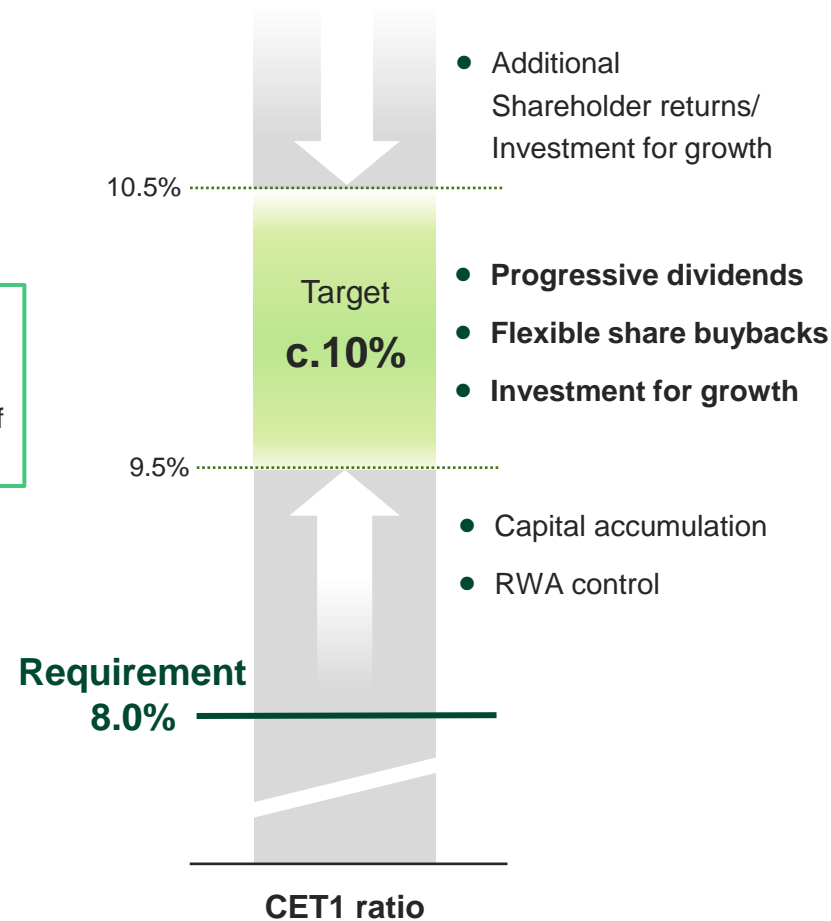 ● Additional
Shareholder returns/
Investment for growth
10.5%
Target
c.10%
● Progressive dividends
● Flexible share buybacks
● Investment for growth
f
9.5%
● Capital accumulation
● RWA control
Requirement
8.0%
CET1 ratio